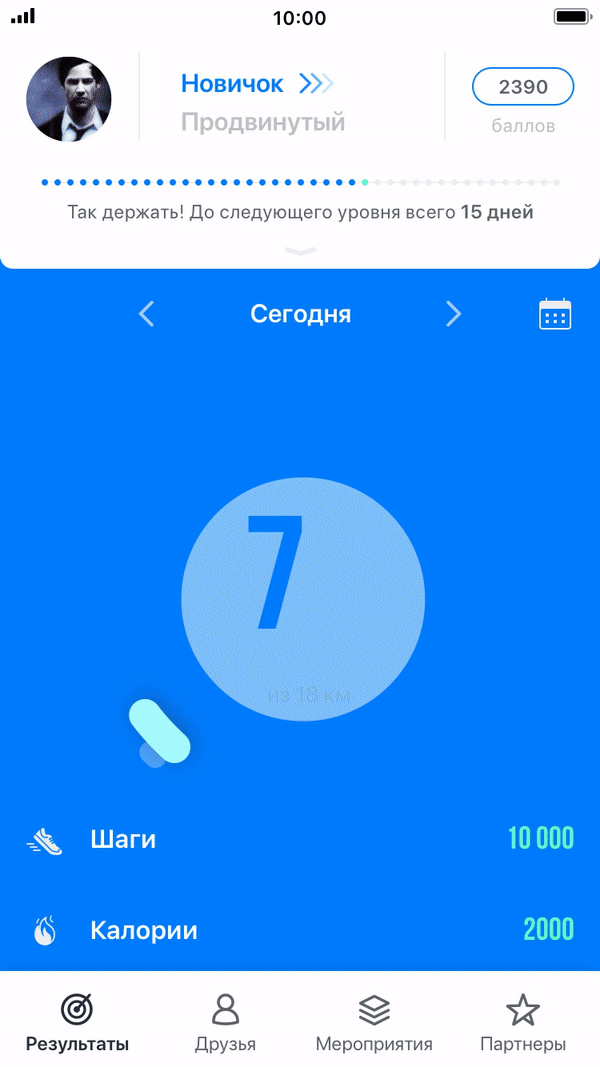 10:00
Новичок
Продвинутый
2390
баллов
Так держать! До следующего уровня всего 15 дней
Сегодня
7
из 18 км
Шаги
10 000
Калории
2000
Результаты
Друзья
Мероприятия
Партнеры